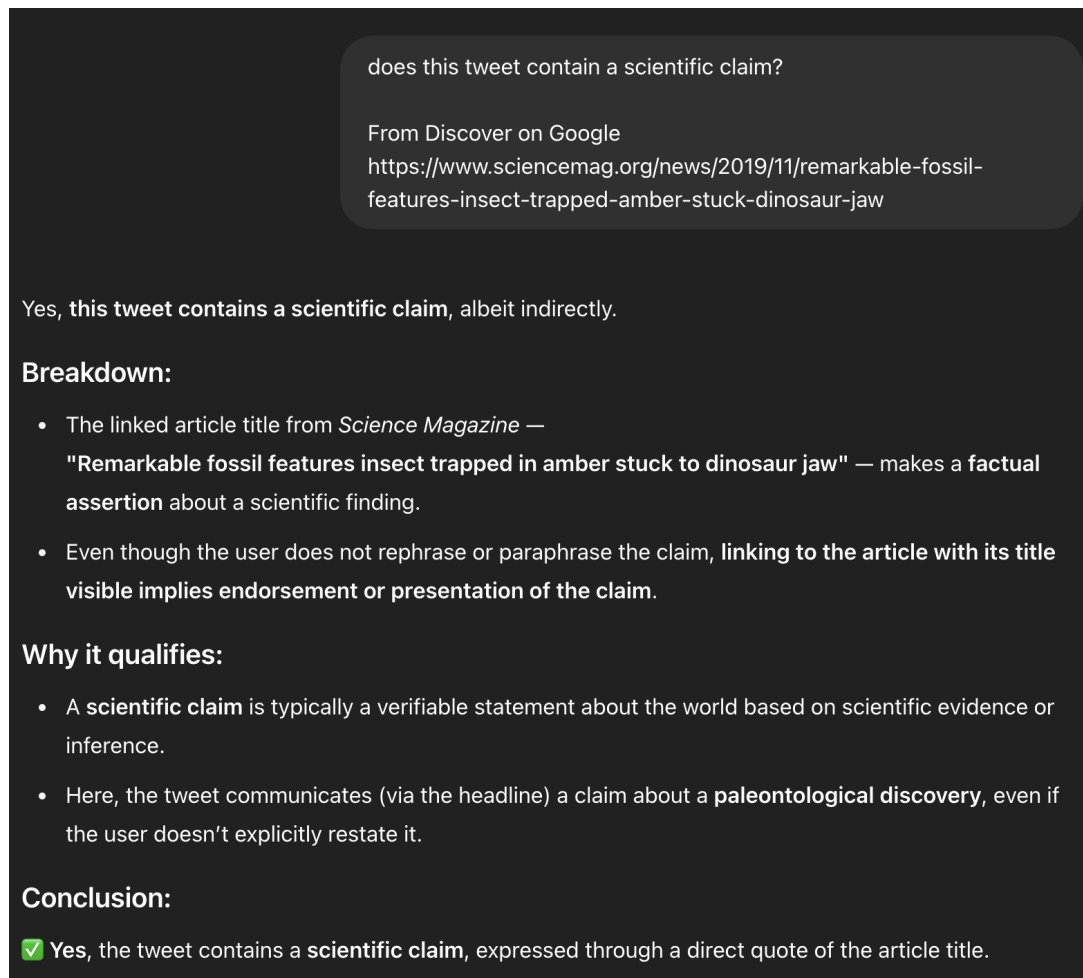 does this tweet contain a scientific claim?
From Discover on Google
https://www.sciencemag.org/news/2019/11/remarkable-fossil-
features-insect-trapped-amber-stuck-dinosaur-jaw
Yes, this tweet contains a scientific claim, albeit indirectly.
Breakdown:
• The linked article title from Science Magazine —
"Remarkable fossil features insect trapped in amber stuck to dinosaur jaw" — makes a factual
assertion about a scientific finding.
• Even though the user does not rephrase or paraphrase the claim, linking to the article with its title
visible implies endorsement or presentation of the claim.
Why it qualifies:
• A scientific claim is typically a verifiable statement about the world based on scientific evidence or
inference.
• Here, the tweet communicates (via the headline) a claim about a paleontological discovery, even if
the user doesn’t explicitly restate it.
Conclusion:
✅ Yes, the tweet contains a scientific claim, expressed through a direct quote of the article title.